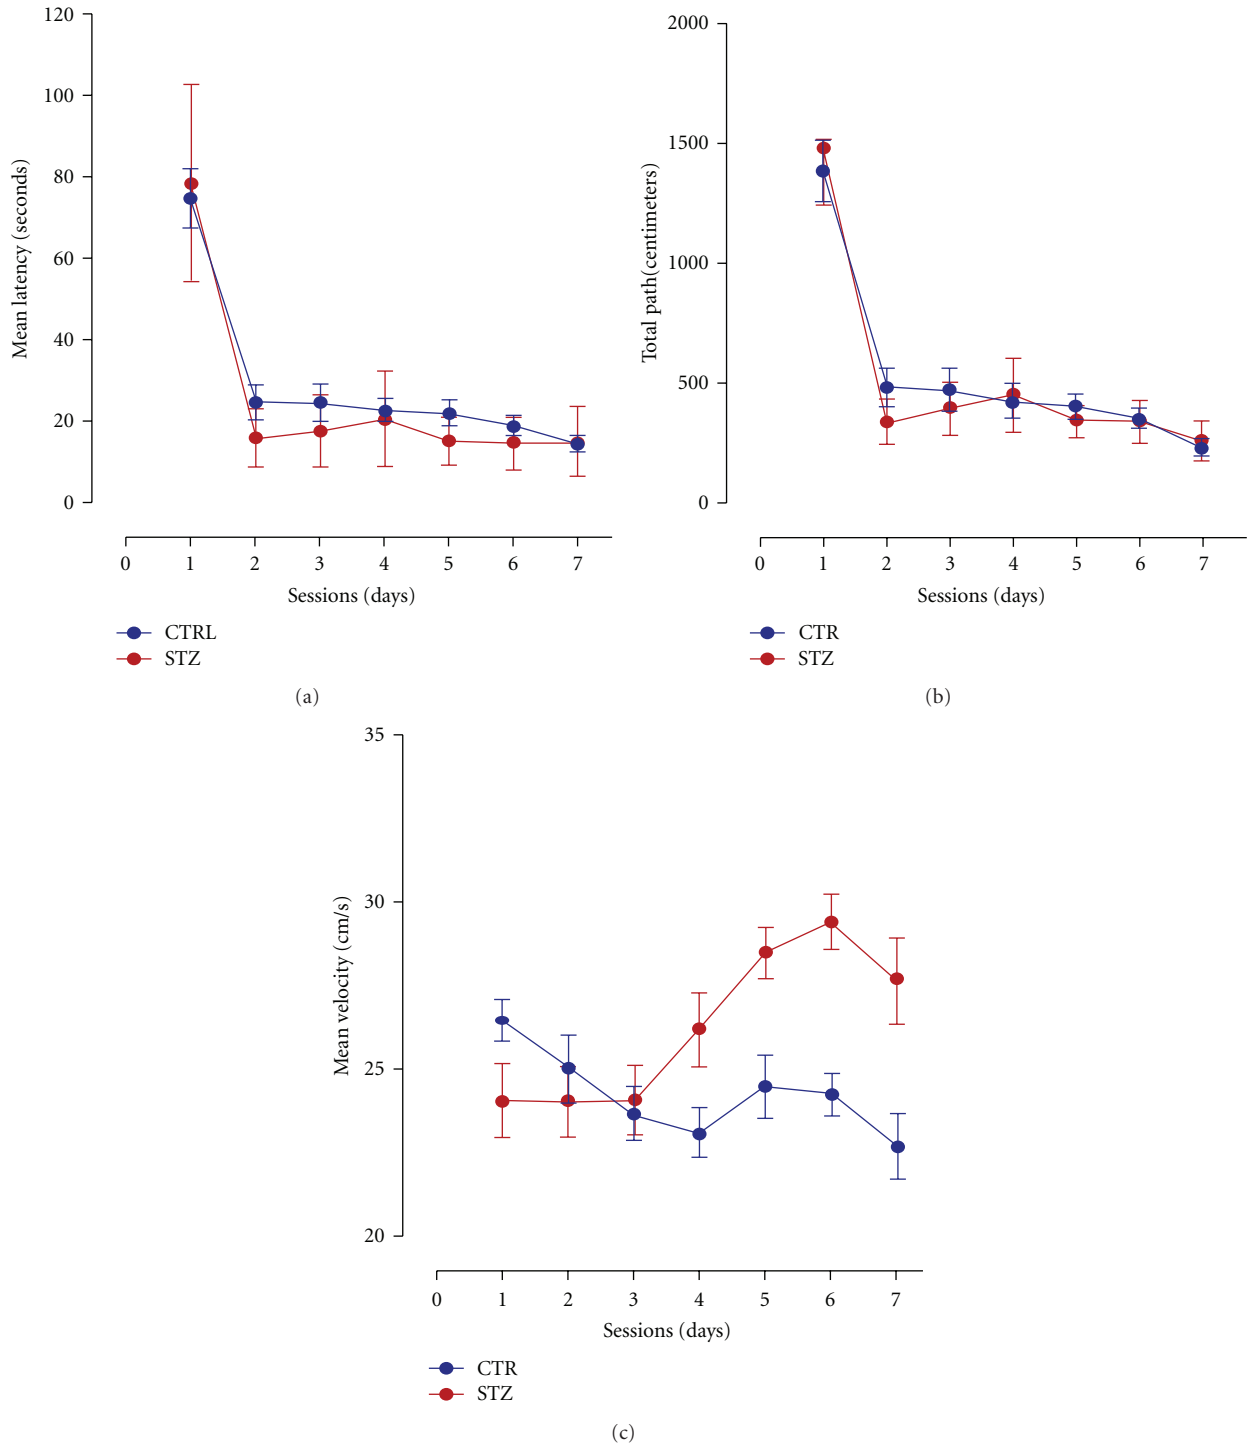 120
100
80
60
40
20
0
Mean latency (seconds)
0 1 2 3 4 5 6 7
Sessions (days)
CTRL
STZ
(a)
2000
1500
1000
500
0
Total path(centimeters)
0 1 2 3 4 5 6 7
Sessions (days)
CTR
STZ
(b)
35
30
25
20
Mean velocity (cm/s)
0 1 2 3 4 5 6 7
Sessions (days)
CTR
STZ
(c)